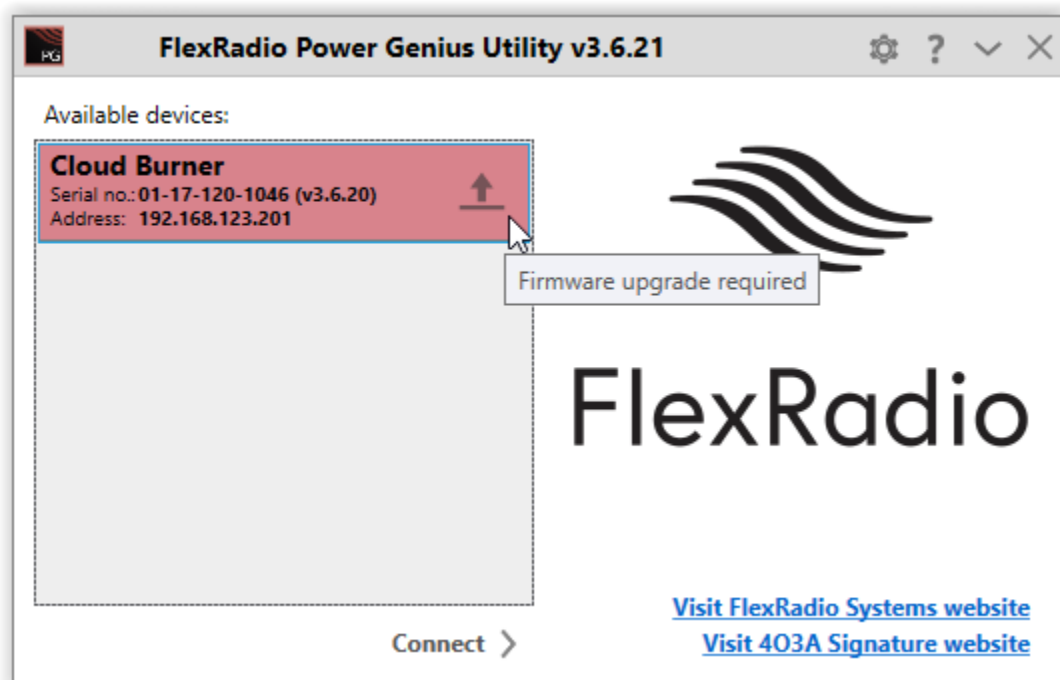 PG
FlexRadio Power Genius Utility v3.6.21
?
Available devices:
Cloud Burner
Serial no.: 01-17-120-1046 (v3.6.20)
Address: 192.168.123.201
Firmware upgrade required
FlexRadio
Visit FlexRadio Systems website
Connect
Visit 4O3A Signature website